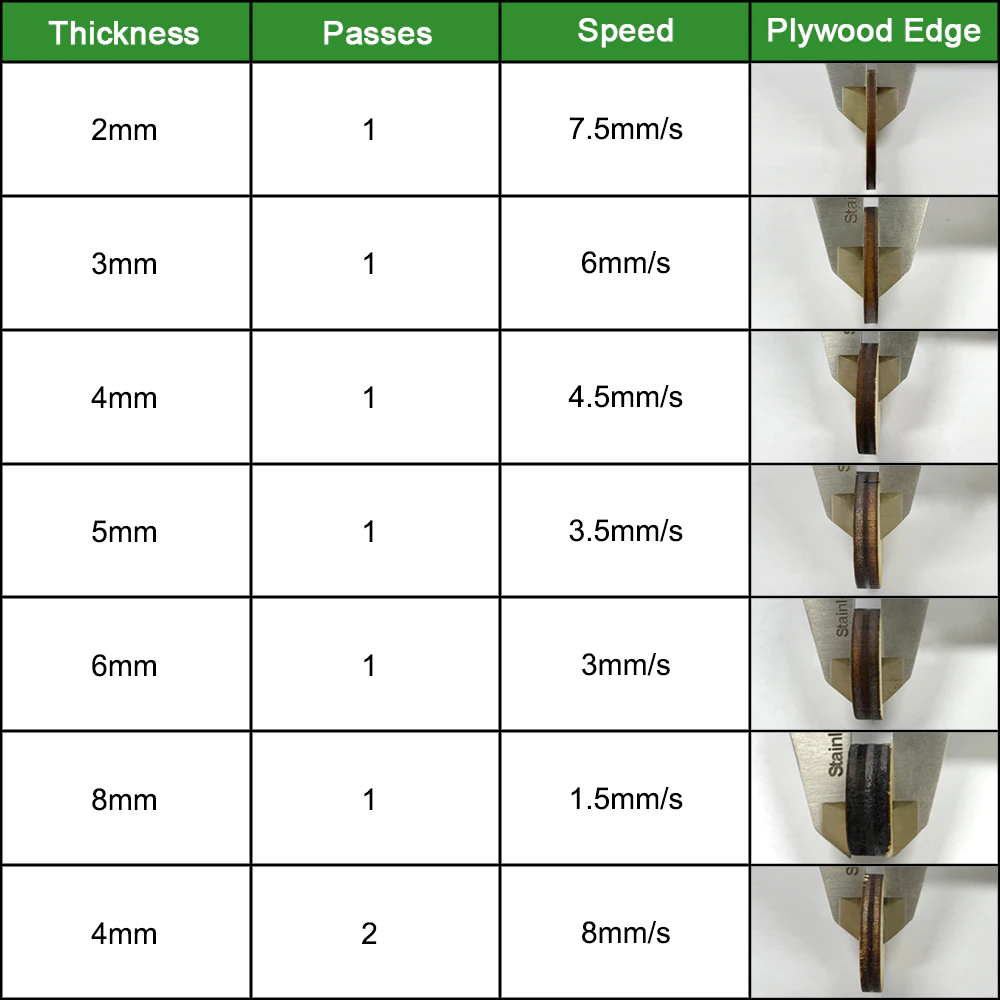 Thickness Passes Speed Plywood Edge
2mm 1 7.5mm/s
3mm 1 6mm/s
Stai
4mm 1 4.5mm/s
5mm 1 3.5mm/s
6mm 1 3mm/s
Stainl
8mm 1 1.5mm/s
Stainl
4mm 2 8mm/s